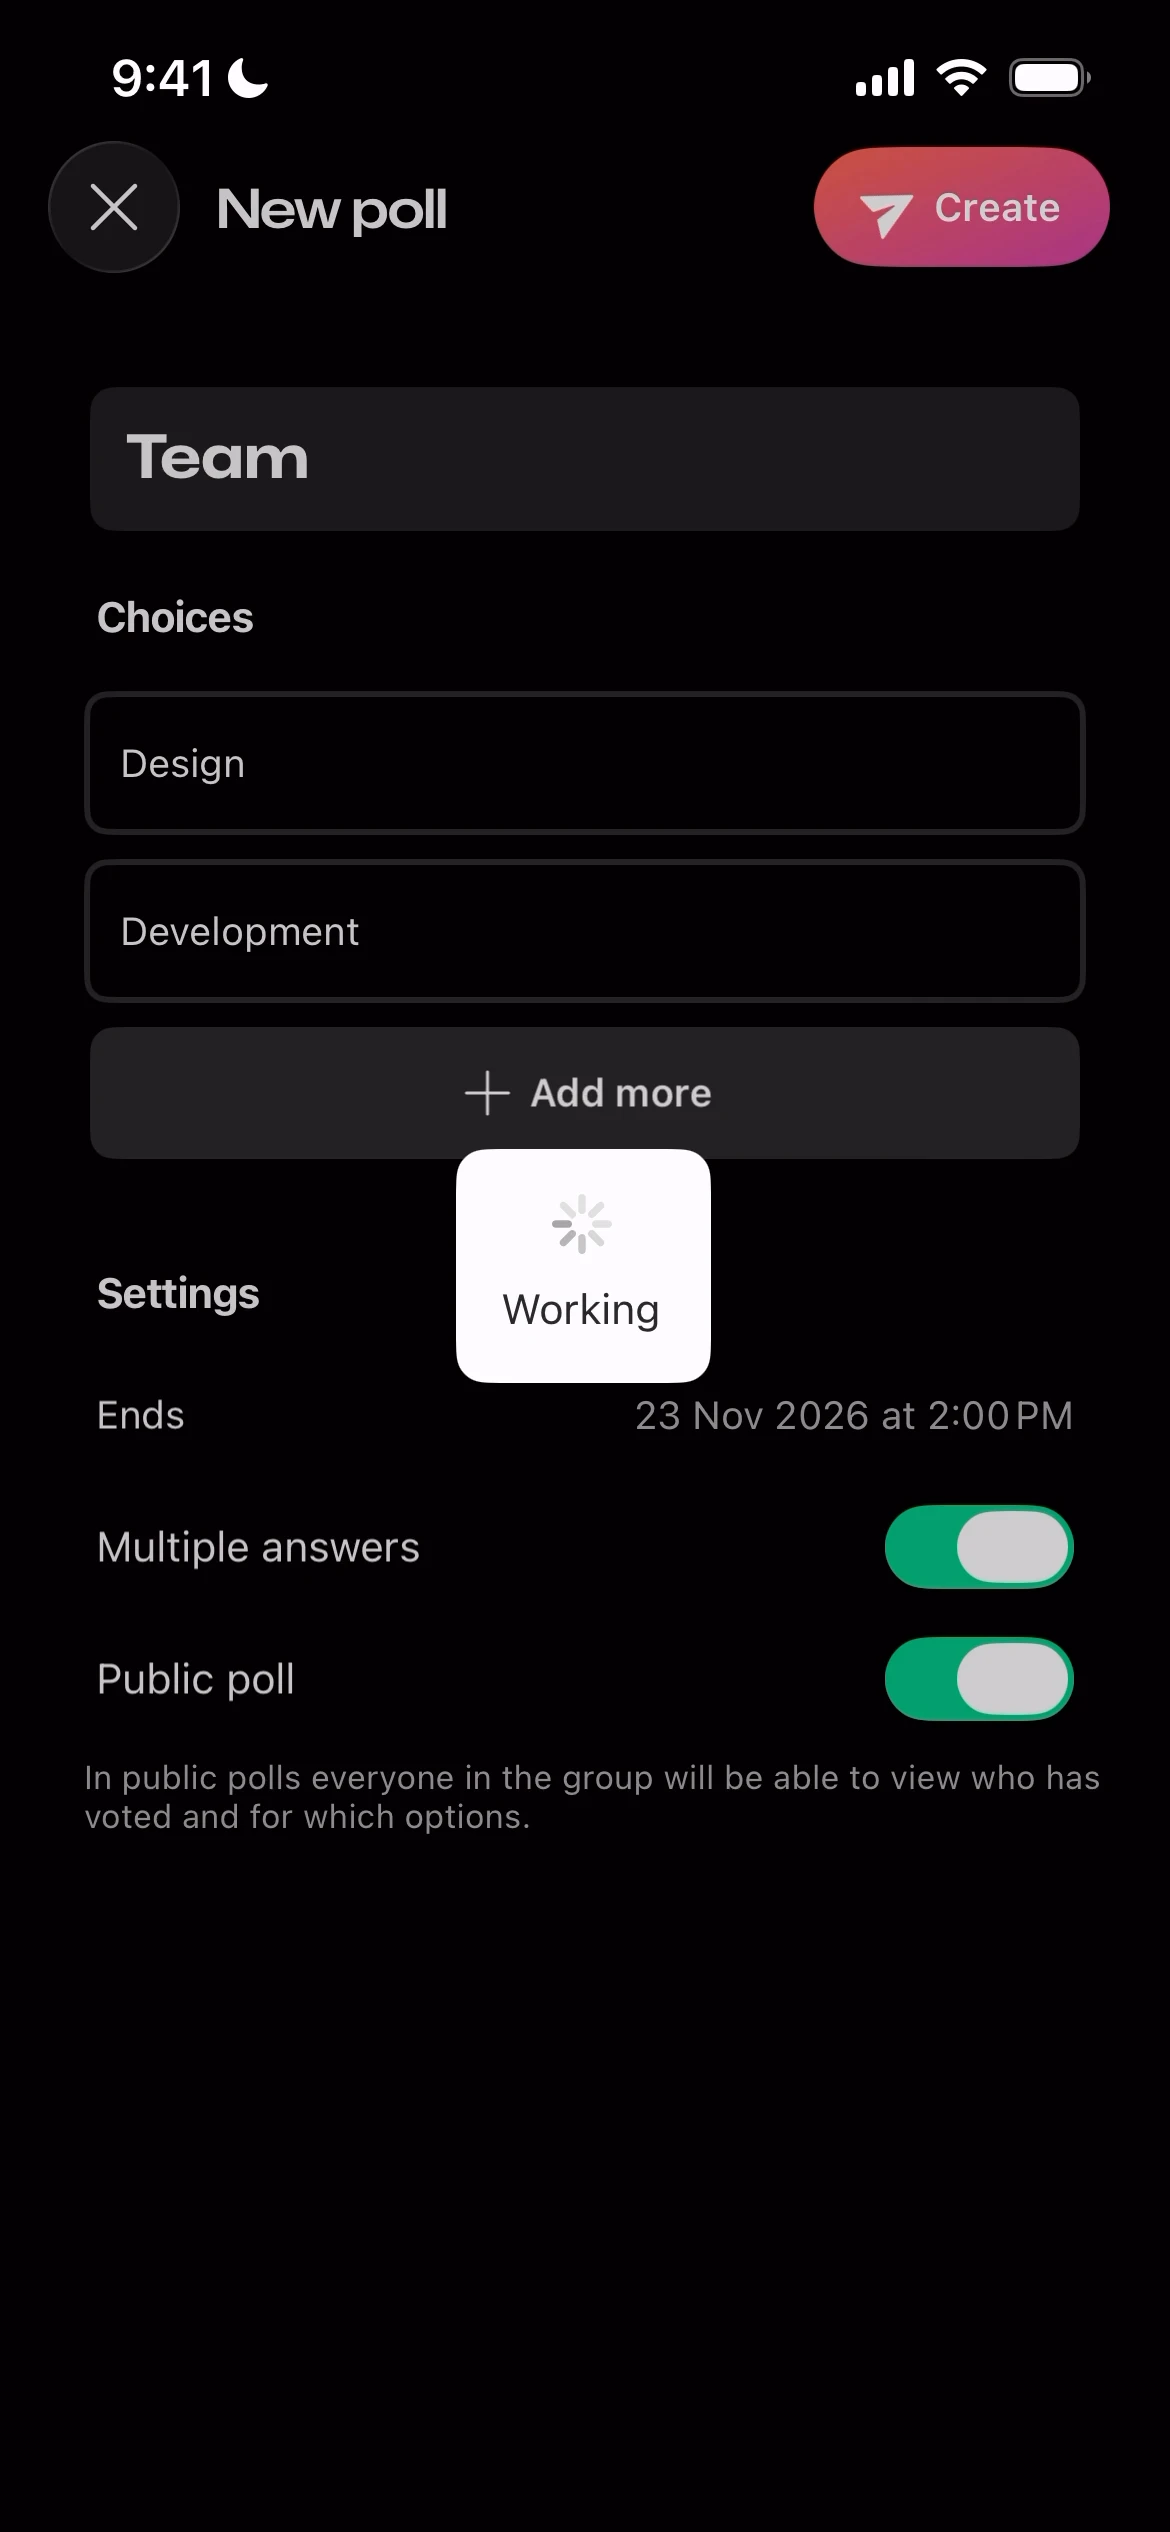 9:41
New poll
Create
Team
Choices
Design
Development
Add more
Working
Settings
Ends
23 Nov 2026 at 2:00 PM
Multiple answers
Public poll
In public polls everyone in the group will be able to view who has
voted and for which options.